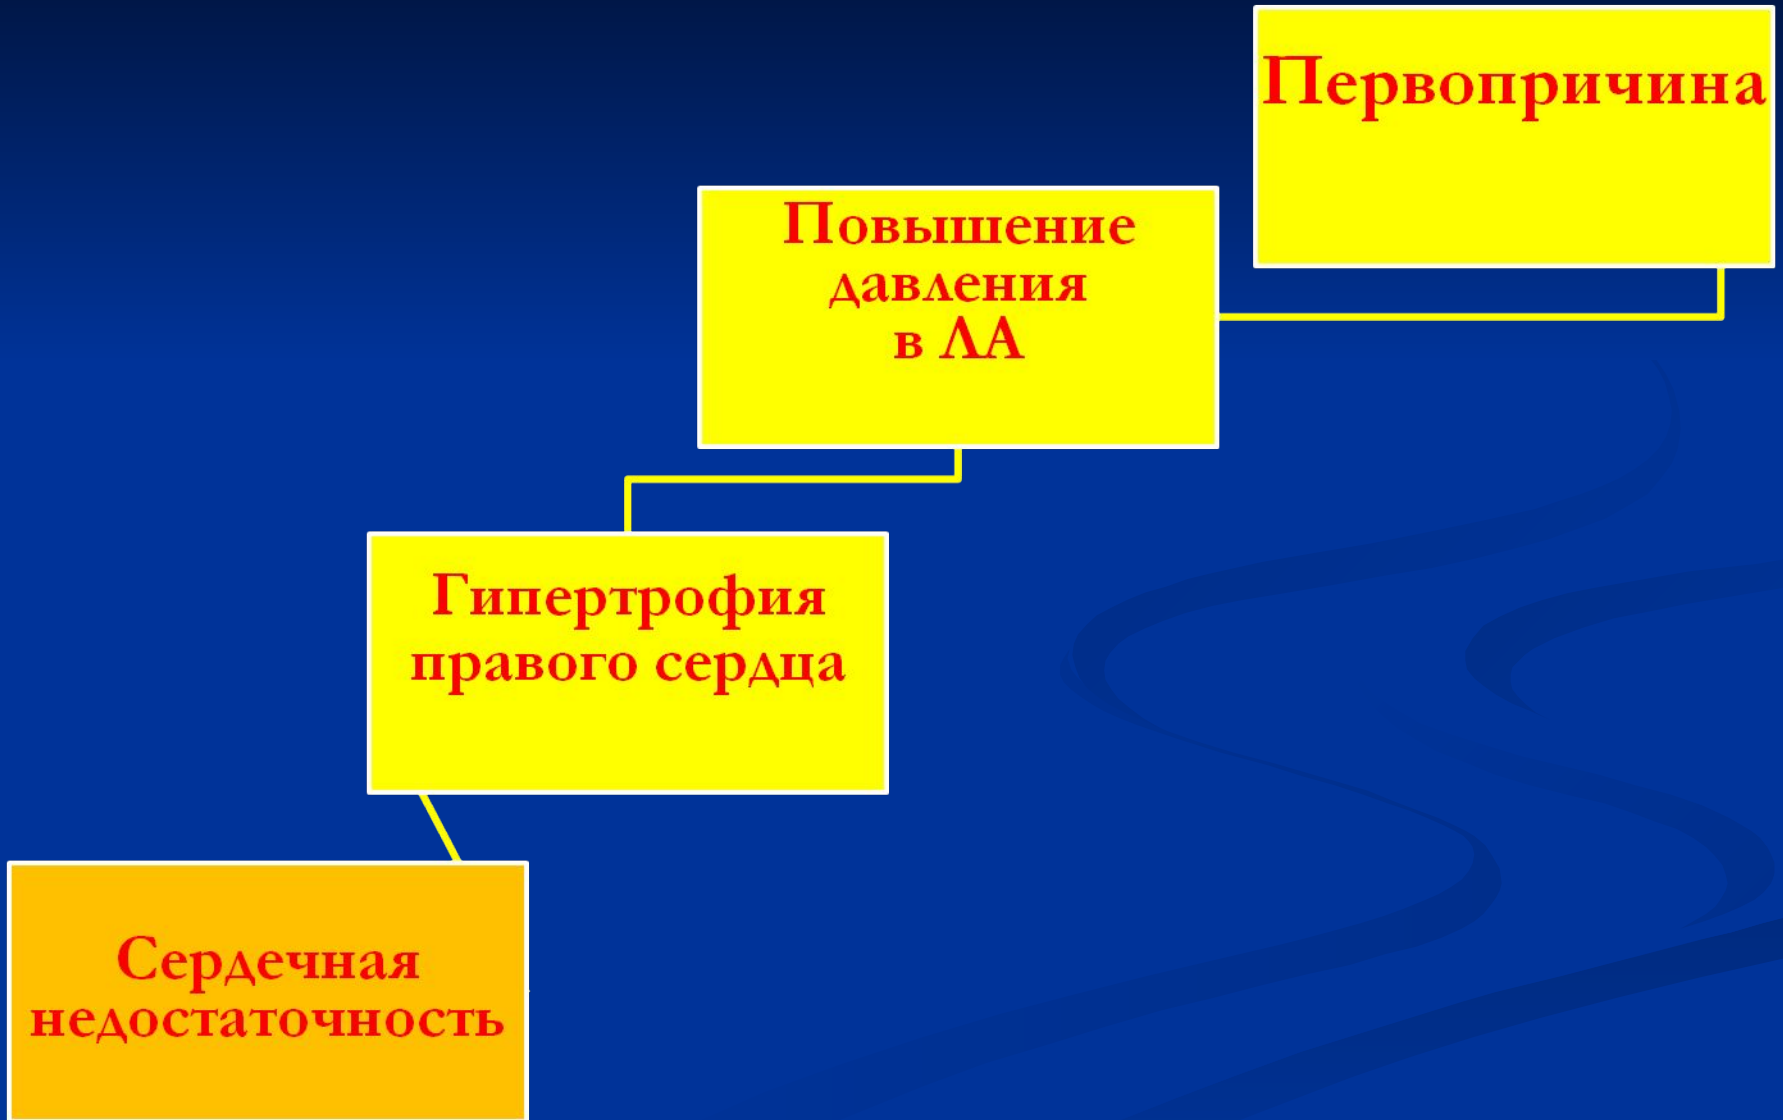 Первопричина
Повышение
давления
в ЛА
Гипертрофия
правого сердца
Сердечная
недостаточность